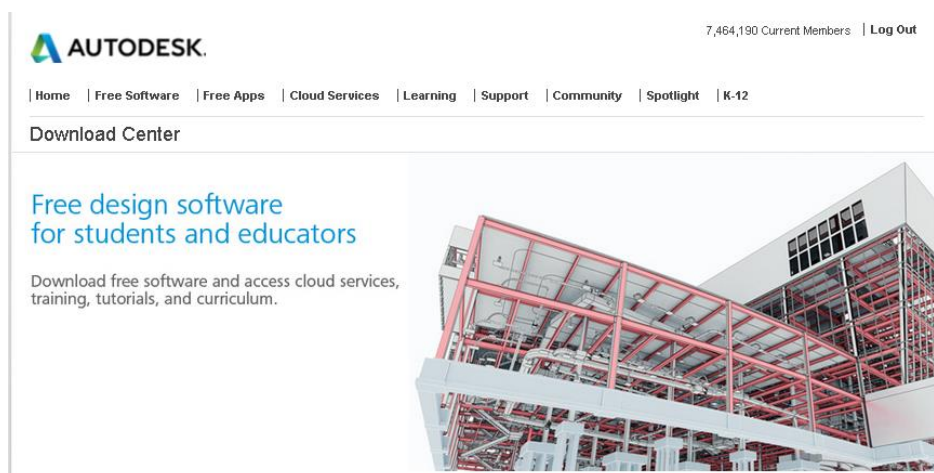 7,464,190 Current Members | Log Out
AUTODESK.
| Home | Free Software | Free Apps | Cloud Services | Learning | Support | Community | Spotlight | K-12
Download Center
Free design software
for students and educators
Download free software and access cloud services,
training, tutorials, and curriculum.